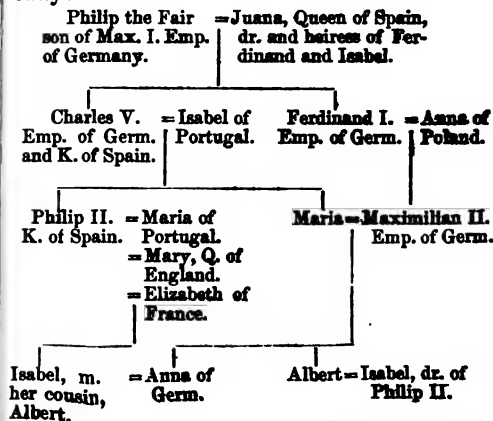 Philip the Fair =Juana, Queen of Spain,
son of Max. I. Emp. dr. and heiress of Fer-
of Germany. dinand and Isabel.
Charles V. =Isabel of Ferdinand I. =Anna of
Emp. of Germ. Portugal. Emp. of Germ. Poland.
and K. of Spain.
Philip II. = Maria of Maria=Maximilian II.
K. of Spain. Portugal. Emp. of Germ.
=Mary, Q. of
England.
=Elizabeth of
France.
Isabel, m. =Anna of Albert=Isabel, dr. of
her cousin, Germ. Philip II.
Albert.